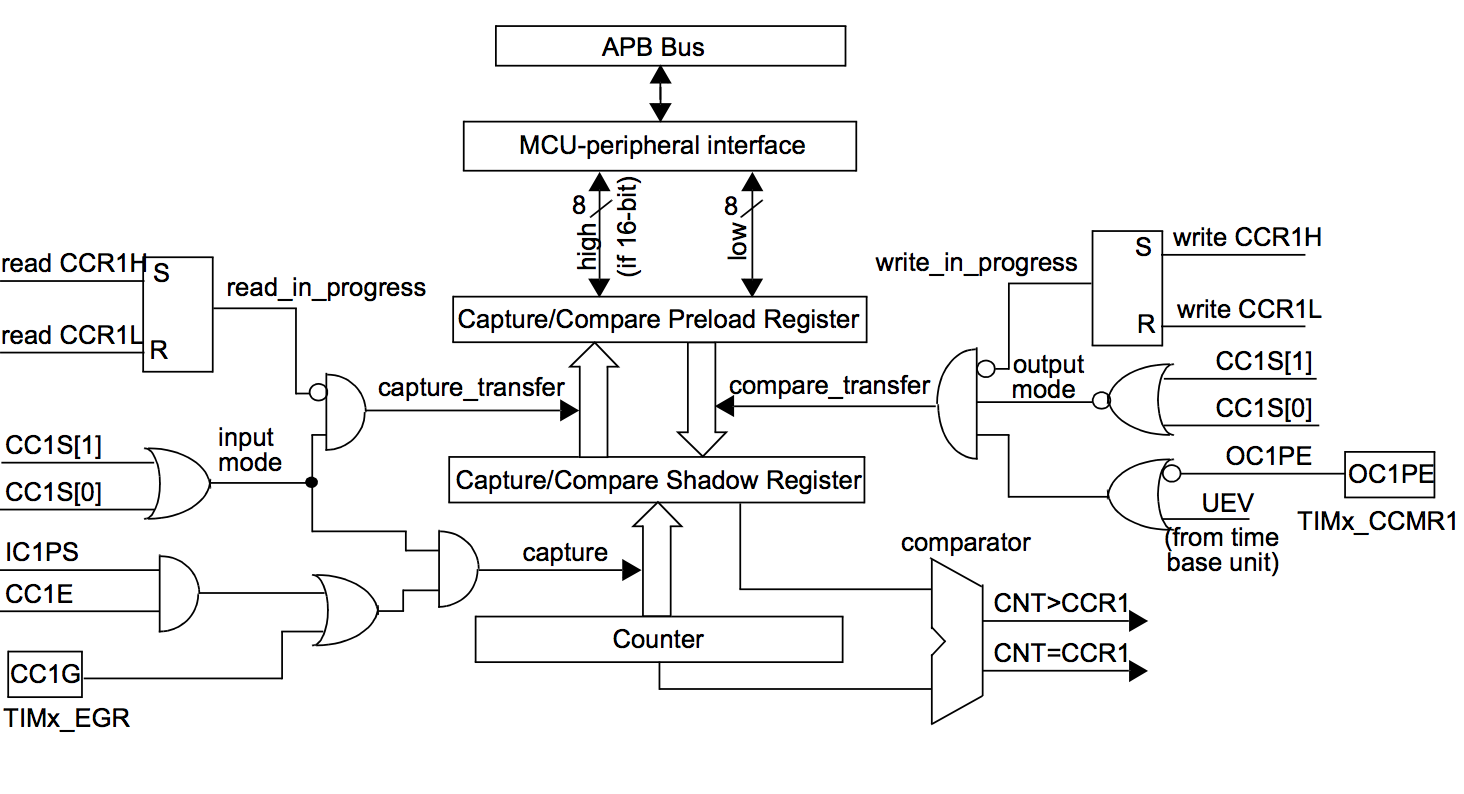 APB Bus
MCU-peripheral interface
8
high
(if 16-bit)
8
low
read CCR1H
S
read_in_progress
read CCR1L
R
write_in_progress
S
write CCR1H
R
write CCR1L
Capture/Compare Preload Register
capture_transfer
compare_transfer
output
mode
CC1S[1]
CC1S[0]
CC1S[1]
CC1S[0]
input
mode
Capture/Compare Shadow Register
OC1PE
OC1PE
UEV
TIMx_CCMR1
(from time
base unit)
IC1PS
CC1E
capture
comparator
CNT>CCR1
CNT=CCR1
Counter
CC1G
TIMx_EGR